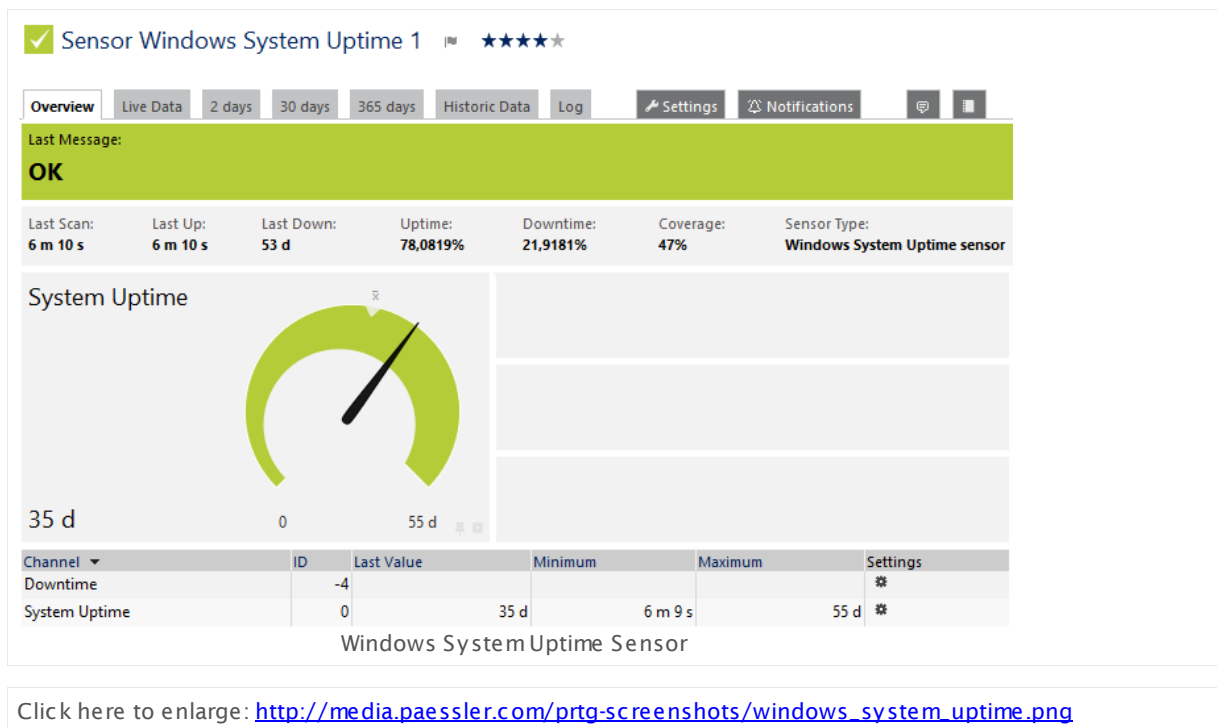 Sensor Windows System Uptime 1 ★★★★★
Overview Live Data 2 days 30 days 365 days Historic Data Log Settings Notifications
Last Message:
OK
Last Scan: Last Up: Last Down: Uptime: Downtime: Coverage: Sensor Type:
6 m 10 s 6 m 10 s 53 d 78,0819% 21,9181% 47% Windows System Uptime sensor
System Uptime
x̄
35 d 0 55 d
Channel ID Last Value Minimum Maximum Settings
Downtime -4
System Uptime 0 35 d 6 m 9 s 55 d
Windows System Uptime Sensor
Click here to enlarge: http://media.paessler.com/prtg-screenshots/windows_system_uptime.png